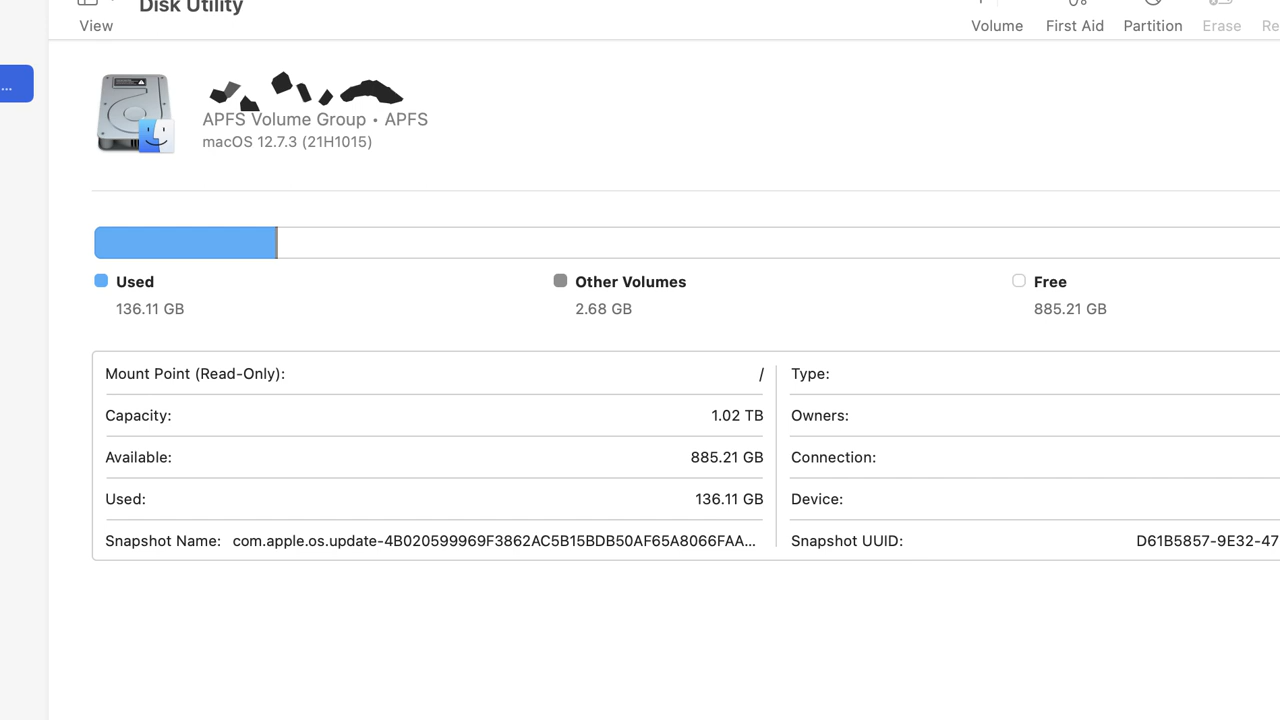 Disk Utility
View
Volume
First Aid
Partition
Erase
Re
...
APFS Volume Group • APFS
macOS 12.7.3 (21H1015)
Used
136.11 GB
Other Volumes
2.68 GB
Free
885.21 GB
Mount Point (Read-Only): /
Capacity: 1.02 TB
Available: 885.21 GB
Used: 136.11 GB
Snapshot Name: com.apple.os.update-4B020599969F3862AC5B15BDB50AF65A8066FAA...
Type:
Owners:
Connection:
Device:
Snapshot UUID: D61B5857-9E32-47